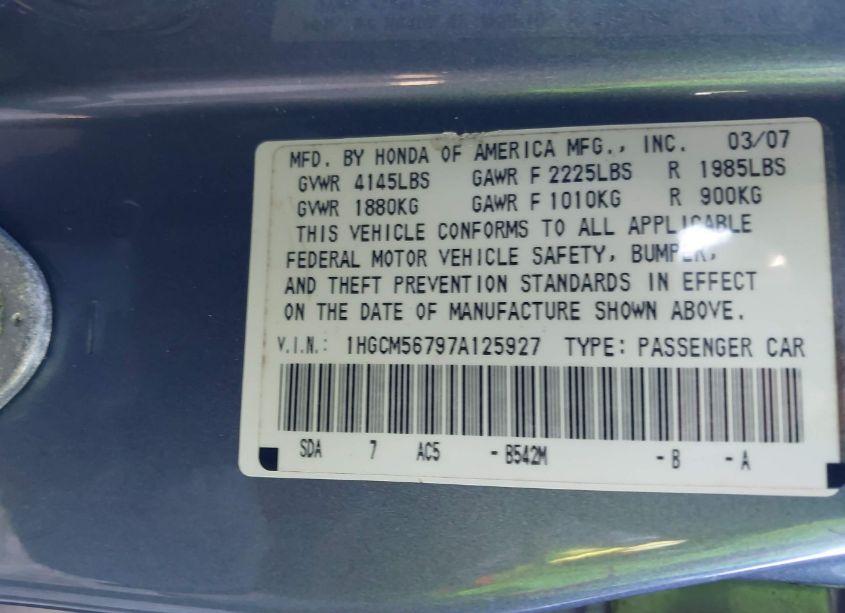 MFD. BY HONDA OF AMERICA MFG., INC. 03/07
GVWR 4145LBS GAWR F 2225LBS R 1985LBS
GVWR 1880KG GAWR F 1010KG R 900KG
THIS VEHICLE CONFORMS TO ALL APPLICABLE
FEDERAL MOTOR VEHICLE SAFETY, BUMPER,
AND THEFT PREVENTION STANDARDS IN EFFECT
ON THE DATE OF MANUFACTURE SHOWN ABOVE.
V.I.N.: 1HGCM56797A125927 TYPE: PASSENGER CAR
SDA 7 AC5 - B542M - B - A